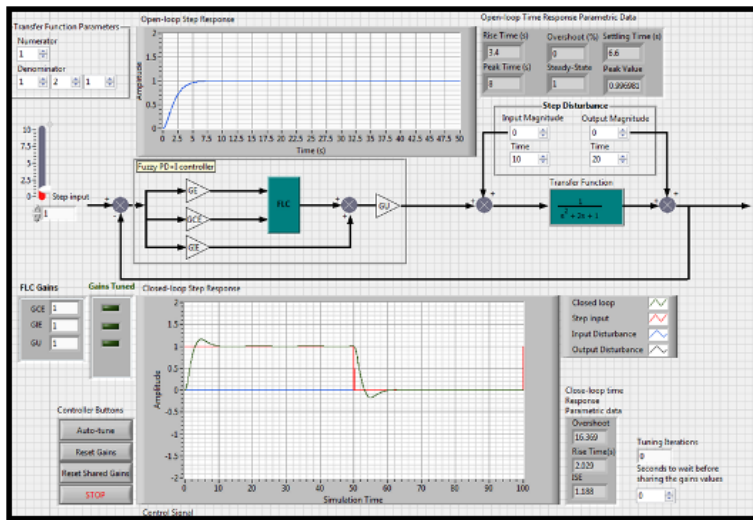 Transfer Function Parameters
Numerator
1
Denominator
1 2 1
Open-loop Step Response
Amplitude
2
1.5
1
0.5
0
0 2.5 5 7.5 10 12.5 15 17.5 20 22.5 25 27.5 30 32.5 35 37.5 40 42.5 45 47.5 50
Time (s)
Open-loop Time Response Parametric Data
Rise Time (s) Overshoot (%) Settling Time (s)
3.4 0 6.6
Peak Time (s) Steady-State Peak Value
8 1 0.996981
Step Disturbance
Input Magnitude Output Magnitude
0 0
Time Time
10 20
10
7.5
5
2.5
0
Step input
1
Fuzzy PD+I controller
GE
GCE
GIE
FLC
GU
Transfer Function
1
s² + 2s + 1
FLC Gains
GCE 1
GIE 1
GU 1
Gains Tuned
Closed-loop Step Response
Amplitude
2
1.5
1
0.5
0
-0.5
-1
-1.5
-2
0 10 20 30 40 50 60 70 80 90 100
Simulation Time
Closed loop
Step input
Input Disturbance
Output Disturbance
Controller Buttons
Auto-tune
Reset Gains
Reset Shared Gains
STOP
Close-loop time
Response
Parametric data
Overshoot
16.369
Rise Time(s)
2.029
ISE
1.188
Tuning Iterations
0
Seconds to wait before
sharing the gains values
0
Control Signal